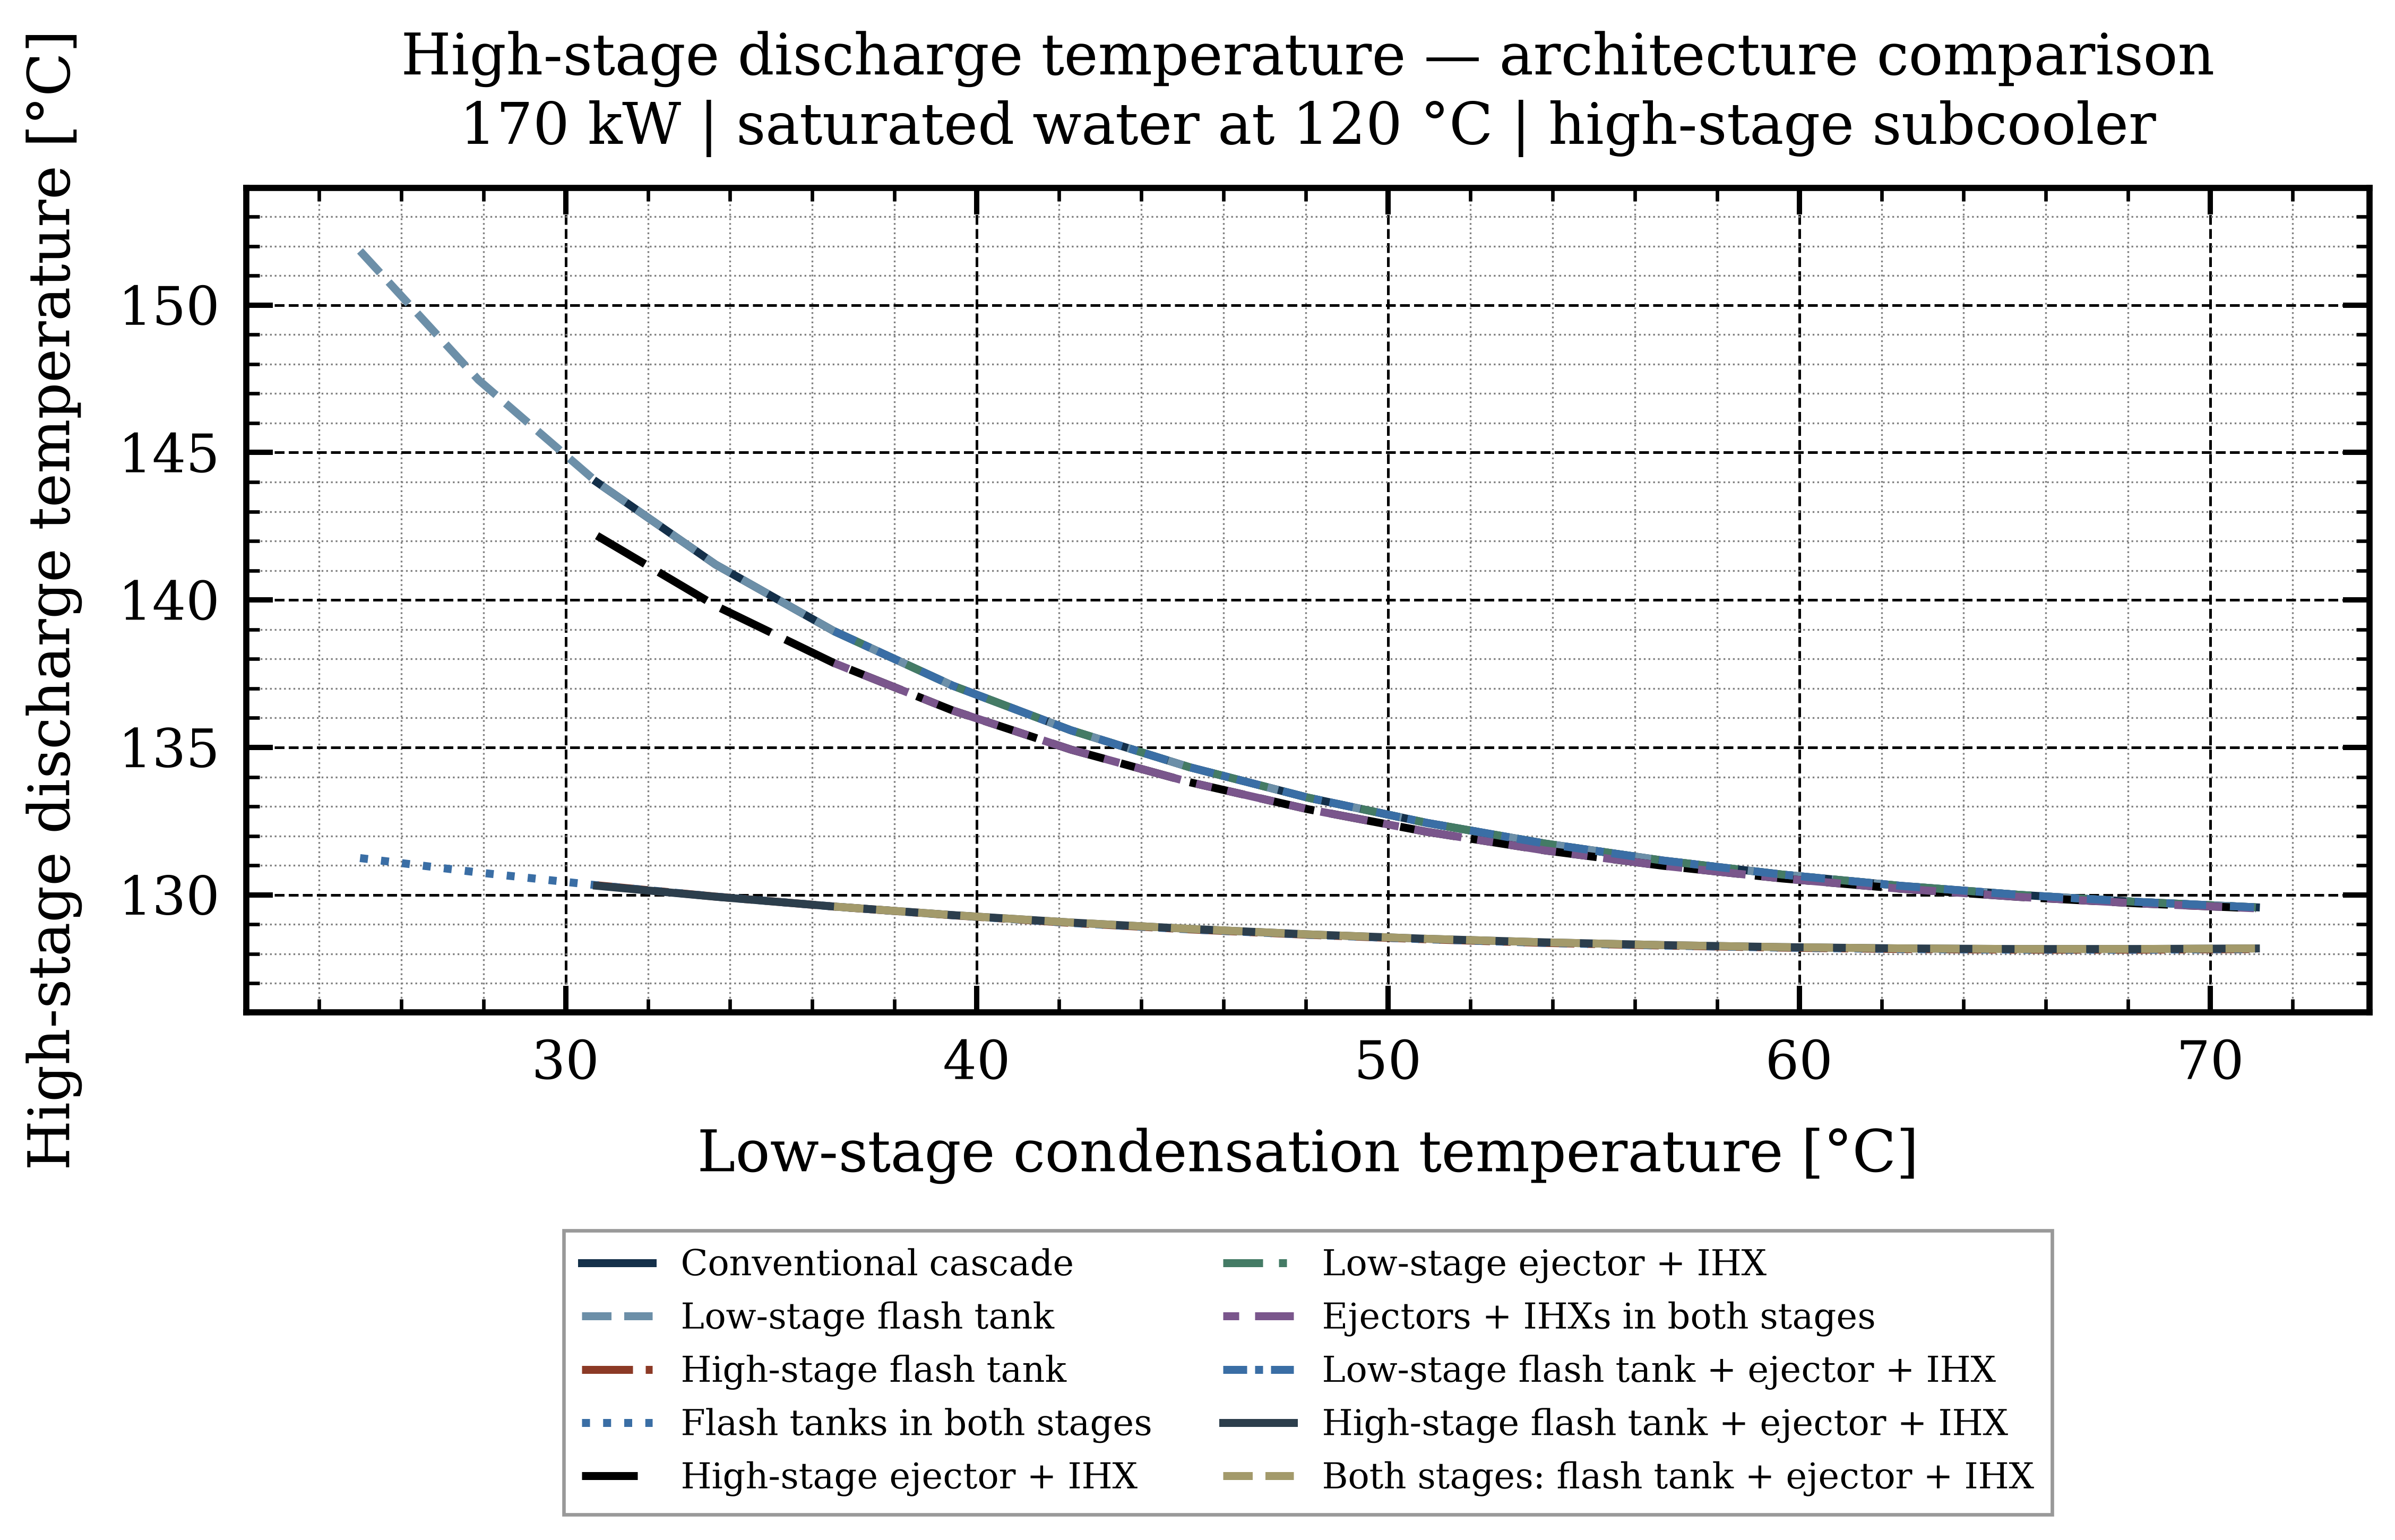 High-stage discharge temperature — architecture comparison
170 kW | saturated water at 120 °C | high-stage subcooler
High-stage discharge temperature [°C]
150
145
140
135
130
30 40 50 60 70
Low-stage condensation temperature [°C]
Conventional cascade
Low-stage flash tank
High-stage flash tank
Flash tanks in both stages
High-stage ejector + IHX
Low-stage ejector + IHX
Ejectors + IHXs in both stages
Low-stage flash tank + ejector + IHX
High-stage flash tank + ejector + IHX
Both stages: flash tank + ejector + IHX